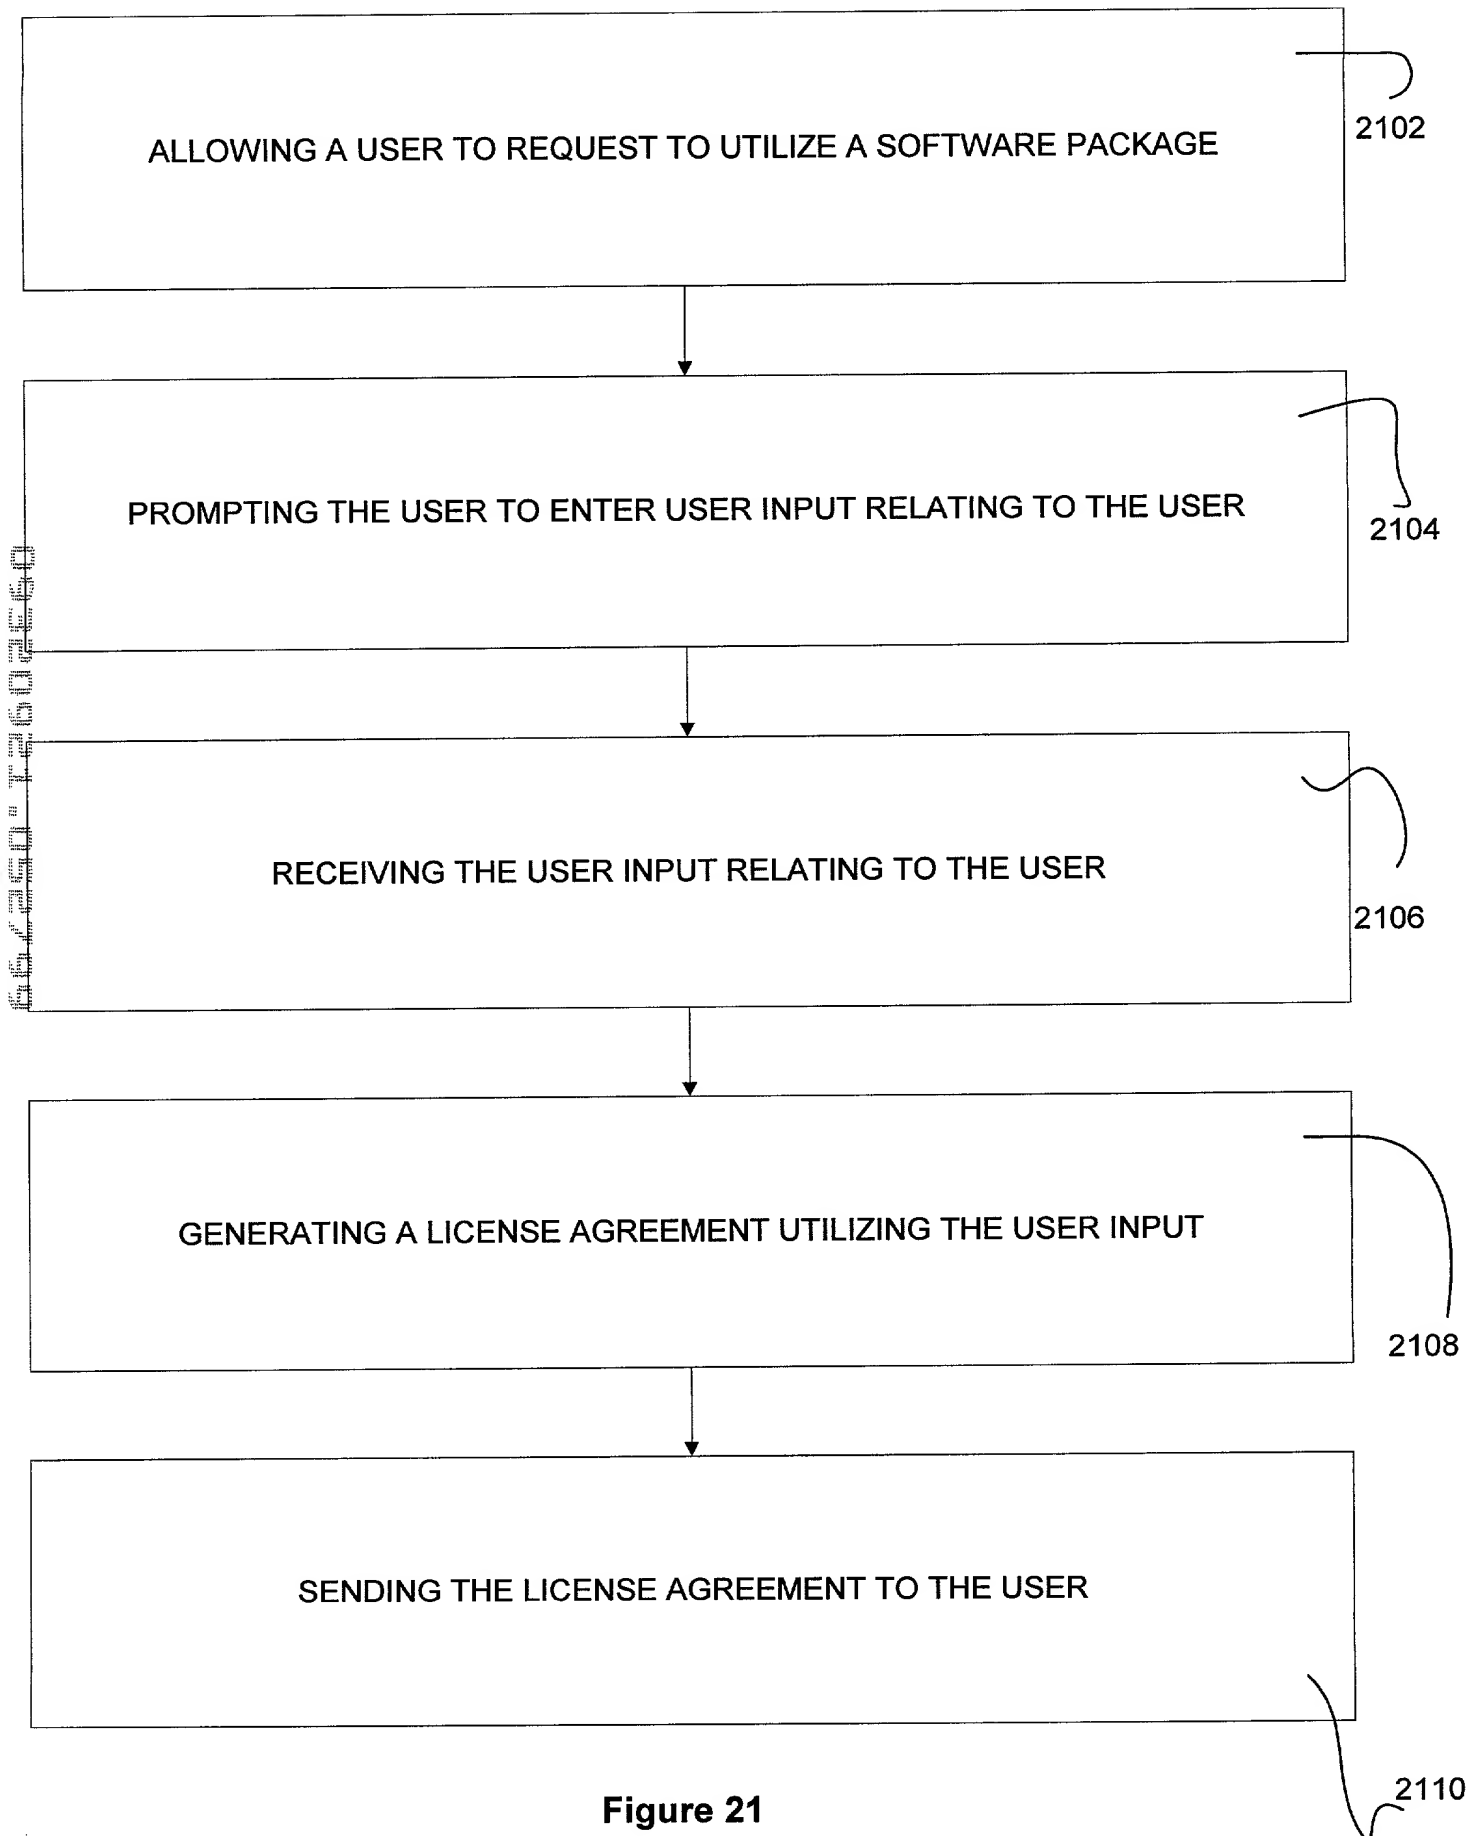 ALLOWING A USER TO REQUEST TO UTILIZE A SOFTWARE PACKAGE
2102
PROMPTING THE USER TO ENTER USER INPUT RELATING TO THE USER
2104
RECEIVING THE USER INPUT RELATING TO THE USER
2106
GENERATING A LICENSE AGREEMENT UTILIZING THE USER INPUT
2108
SENDING THE LICENSE AGREEMENT TO THE USER
2110
Figure 21